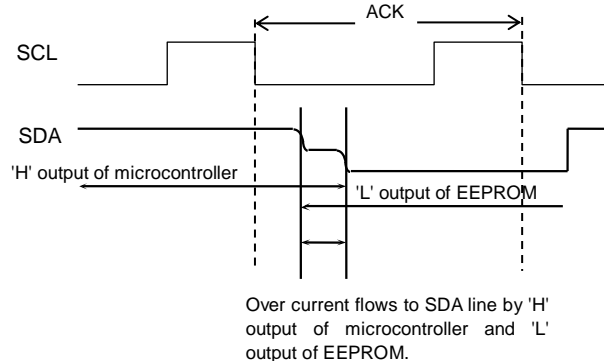 ACK
SCL
SDA
'H' output of microcontroller
'L' output of EEPROM
Over current flows to SDA line by 'H'
output of microcontroller and 'L'
output of EEPROM.